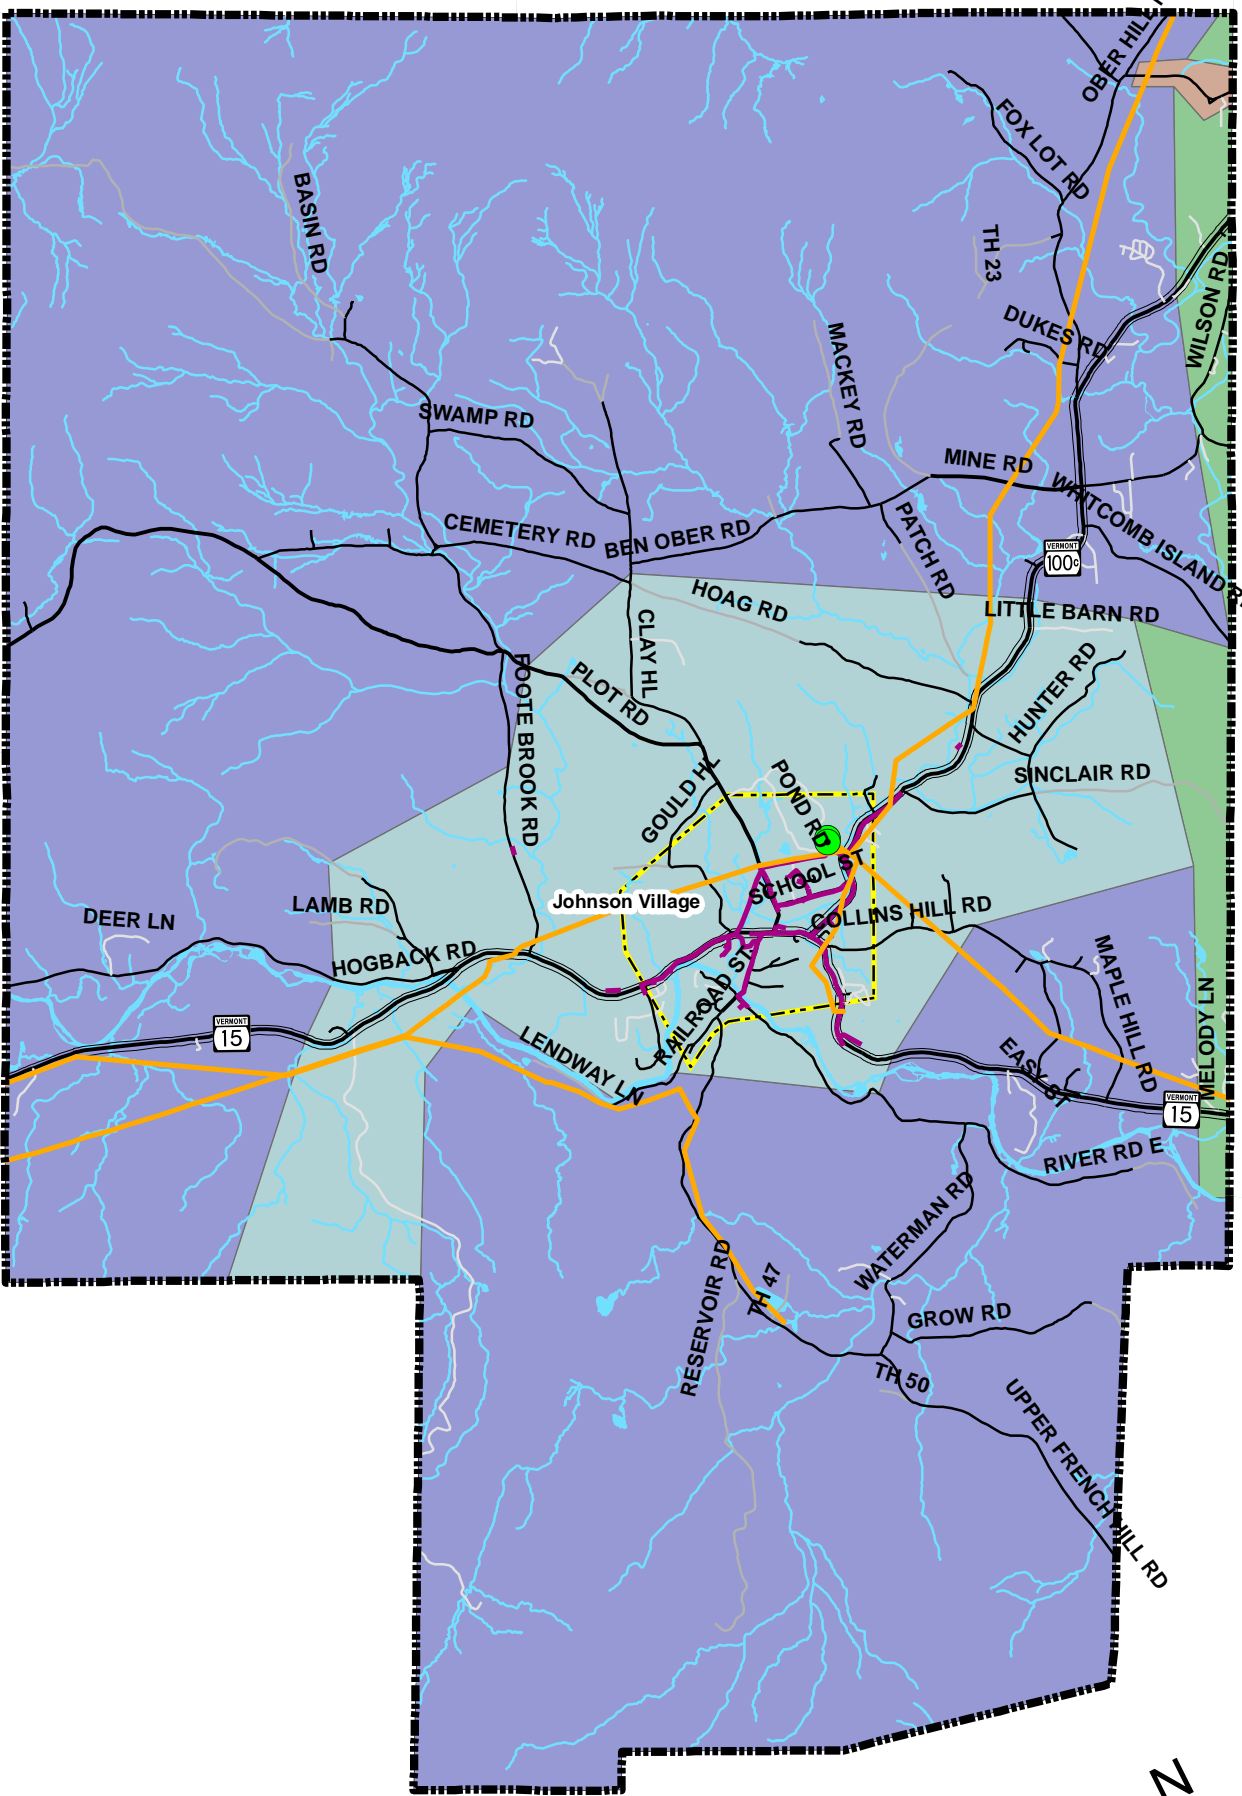 OBER HILL
FOX LOT RD
BASIN RD
TH 23
WILSON RD
DUKES RD
MACKEY RD
SWAMP RD
MINE RD
WHITCOMB ISLAND
CEMETERY RD
BEN OBER RD
PATCH RD
VERMONT
100C
HOAG RD
LITTLE BARN RD
CLAY HL
HUNTER RD
FOOTE BROOK RD
PLOT RD
GOULD HL
POND RD
SINCLAIR RD
SCHOOL ST
Johnson Village
LAMB RD
DEER LN
COLLINS HILL RD
HOGBACK RD
RAILROAD ST
MAPLE HILL RD
MELODY LN
VERMONT
15
LENDWAY LN
EASY ST
VERMONT
15
RIVER RD E
WATERMAN RD
RESERVOIR RD
TH 47
GROW RD
TH 50
UPPER FRENCH HILL RD
N